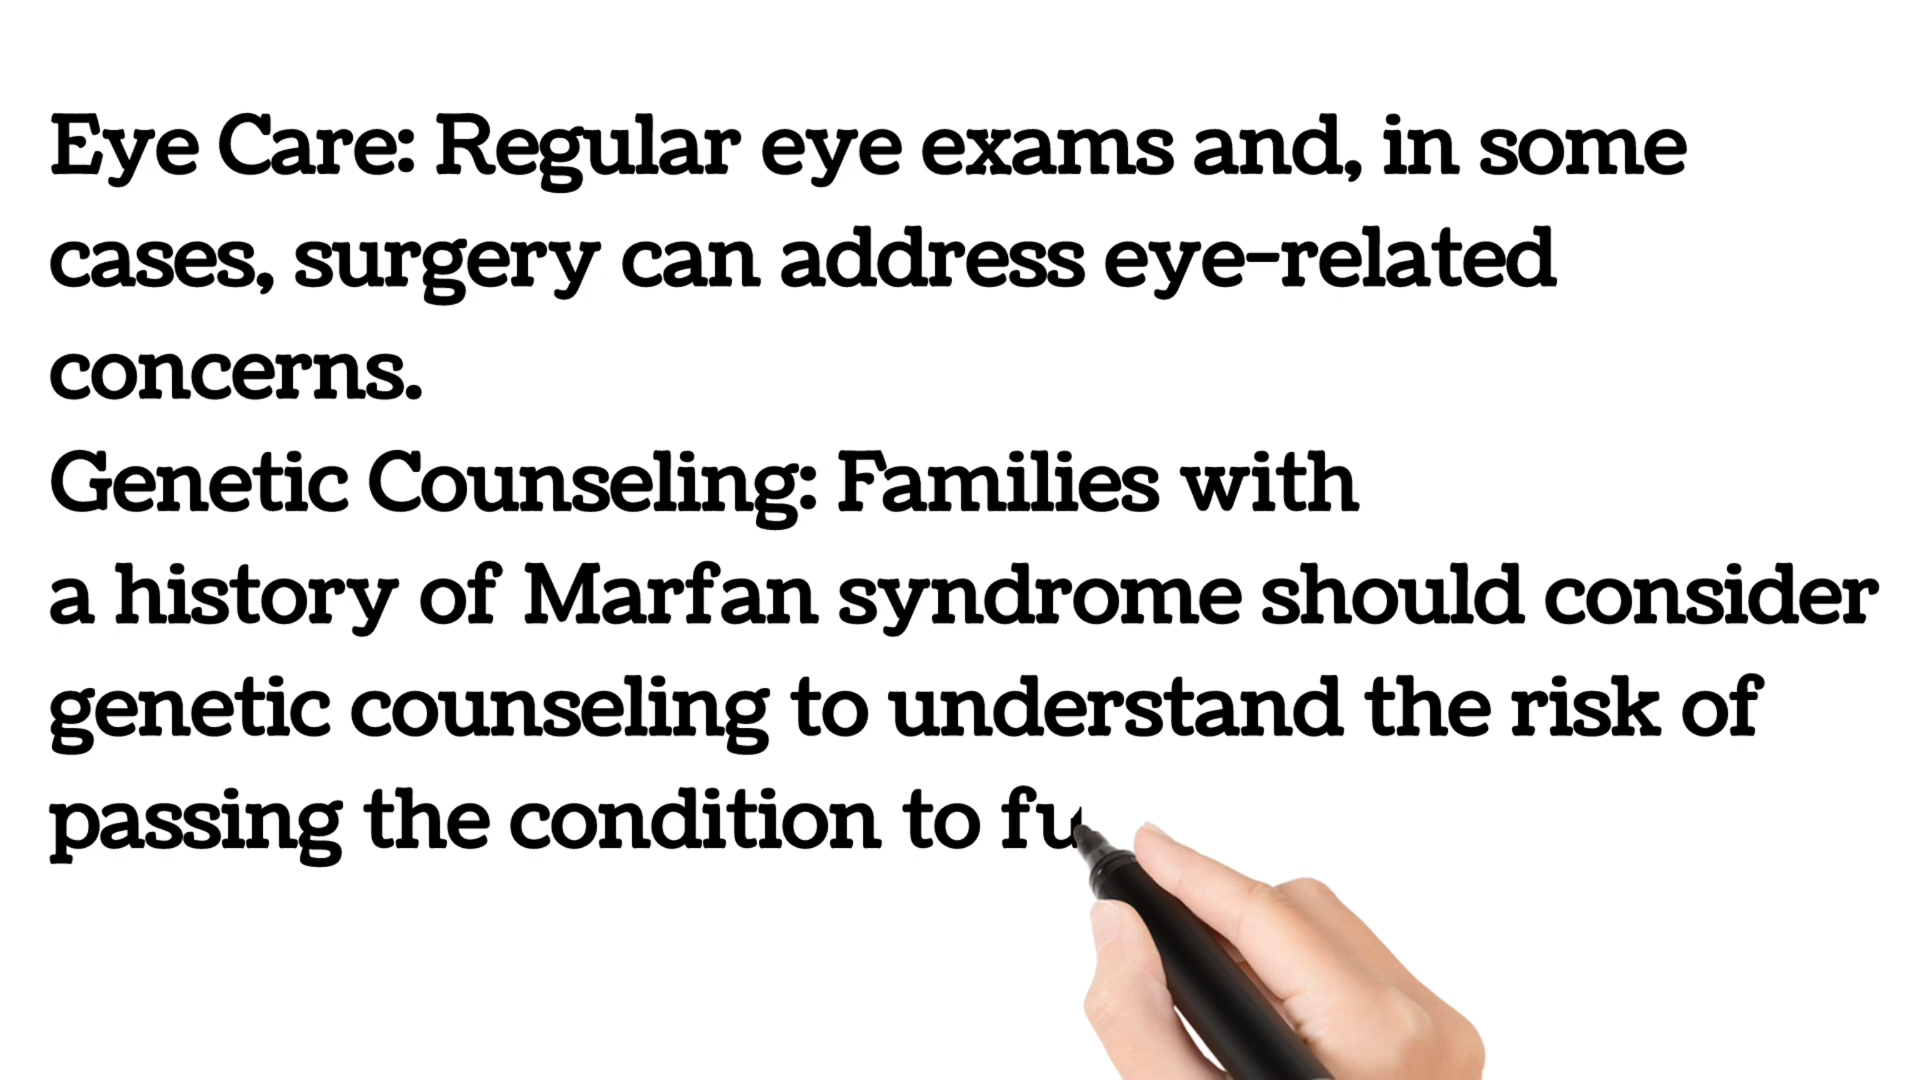 Eye Care: Regular eye exams and, in some
cases, surgery can address eye-related
concerns.
Genetic Counseling: Families with
a history of Marfan syndrome should consider
genetic counseling to understand the risk of
passing the condition to fu